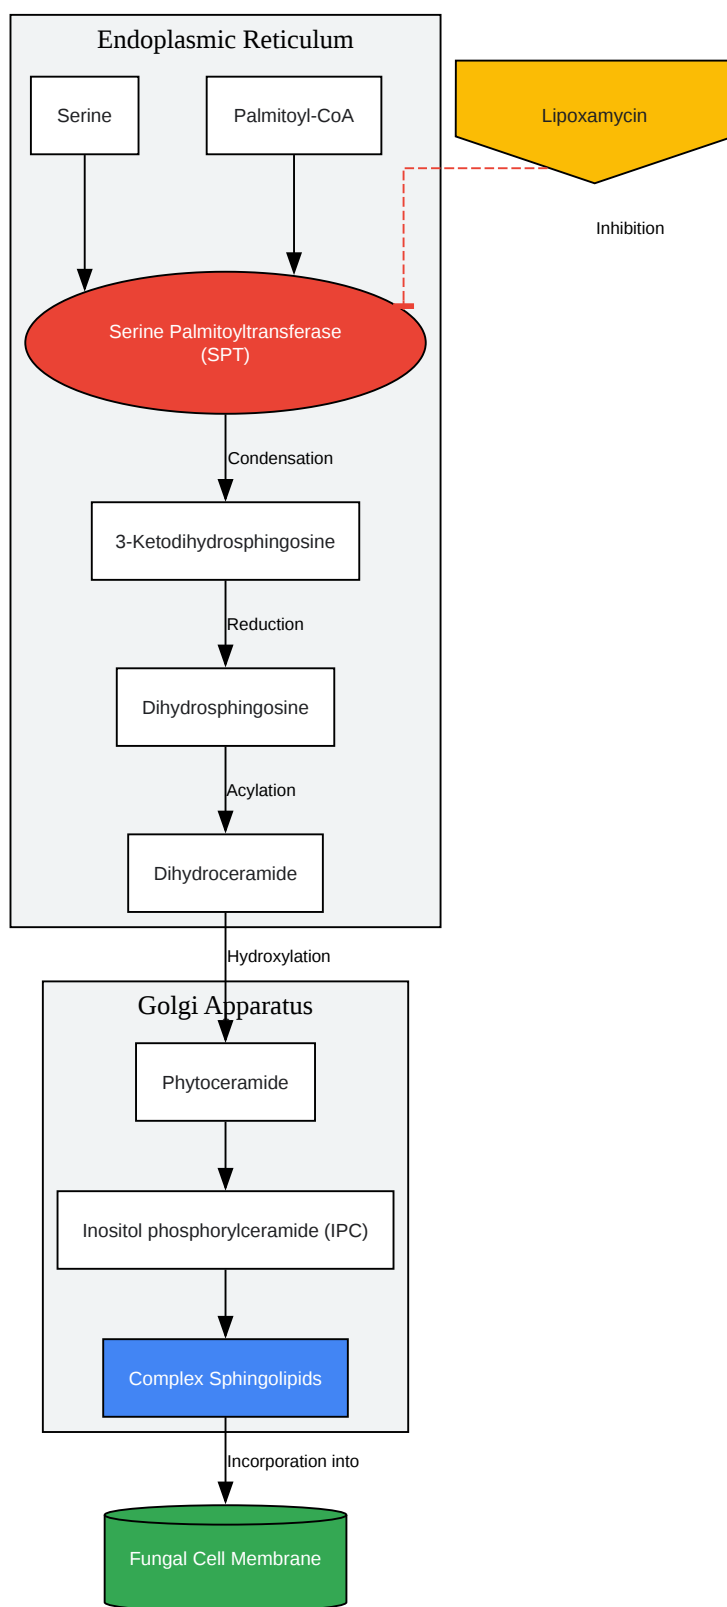 Endoplasmic Reticulum
Serine
Palmitoyl-CoA
Lipoxamycin
Inhibition
Serine Palmitoyltransferase
(SPT)
Condensation
3-Ketodihydrosphingosine
Reduction
Dihydrosphingosine
Acylation
Dihydroceramide
Hydroxylation
Golgi Apparatus
Phytoceramide
Inositol phosphorylceramide (IPC)
Complex Sphingolipids
Incorporation into
Fungal Cell Membrane